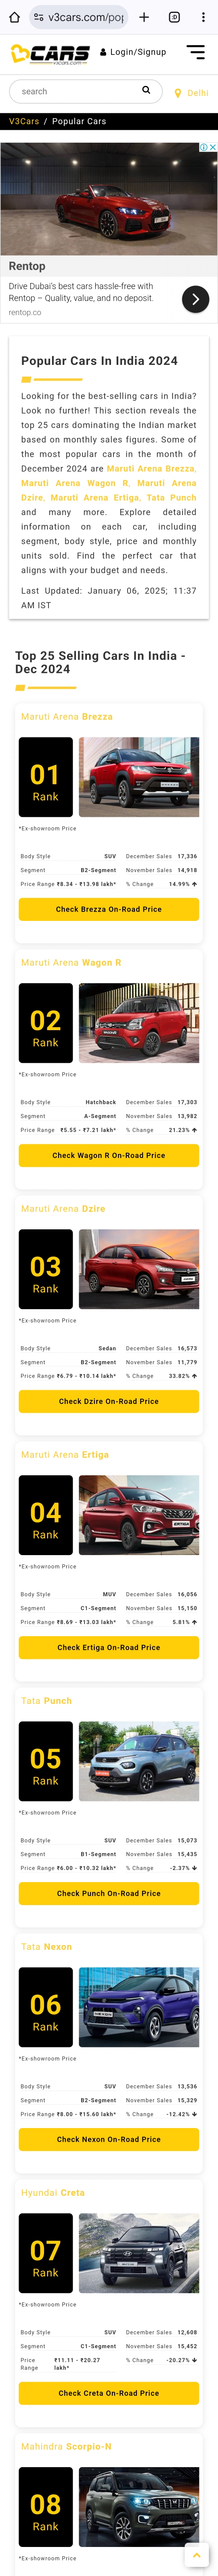 v3cars.com/pop
:D
CARS
v3cars.com
Login/Signup
search
Delhi
V3Cars / Popular Cars
Rentop
Drive Dubai's best cars hassle-free with
Rentop – Quality, value, and no deposit.
rentop.co
Popular Cars In India 2024
Looking for the best-selling cars in India?
Look no further! This section reveals the
top 25 cars dominating the Indian market
based on monthly sales figures. Some of
the most popular cars in the month of
December 2024 are Maruti Arena Brezza,
Maruti Arena Wagon R, Maruti Arena
Dzire, Maruti Arena Ertiga, Tata Punch
and many more. Explore detailed
information on each car, including
segment, body style, price and monthly
units sold. Find the perfect car that
aligns with your budget and needs.
Last Updated: January 06, 2025; 11:37
AM IST
Top 25 Selling Cars In India -
Dec 2024
Maruti Arena Brezza
01
Rank
*Ex-showroom Price
Body Style SUV December Sales 17,336
Segment B2-Segment November Sales 14,918
Price Range ₹8.34 - ₹13.98 lakh* % Change 14.99%
Check Brezza On-Road Price
Maruti Arena Wagon R
02
Rank
*Ex-showroom Price
Body Style Hatchback December Sales 17,303
Segment A-Segment November Sales 13,982
Price Range ₹5.55 - ₹7.21 lakh* % Change 21.23%
Check Wagon R On-Road Price
Maruti Arena Dzire
03
Rank
*Ex-showroom Price
Body Style Sedan December Sales 16,573
Segment B2-Segment November Sales 11,779
Price Range ₹6.79 - ₹10.14 lakh* % Change 33.82%
Check Dzire On-Road Price
Maruti Arena Ertiga
04
Rank
*Ex-showroom Price
Body Style MUV December Sales 16,056
Segment C1-Segment November Sales 15,150
Price Range ₹8.69 - ₹13.03 lakh* % Change 5.81%
Check Ertiga On-Road Price
Tata Punch
05
Rank
*Ex-showroom Price
Body Style SUV December Sales 15,073
Segment B1-Segment November Sales 15,435
Price Range ₹6.00 - ₹10.32 lakh* % Change -2.37%
Check Punch On-Road Price
Tata Nexon
06
Rank
*Ex-showroom Price
Body Style SUV December Sales 13,536
Segment B2-Segment November Sales 15,329
Price Range ₹8.00 - ₹15.60 lakh* % Change -12.42%
Check Nexon On-Road Price
Hyundai Creta
07
Rank
*Ex-showroom Price
Body Style SUV December Sales 12,608
Segment C1-Segment November Sales 15,452
Price Range ₹11.11 - ₹20.27 lakh* % Change -20.27%
Check Creta On-Road Price
Mahindra Scorpio-N
08
Rank
*Ex-showroom Price